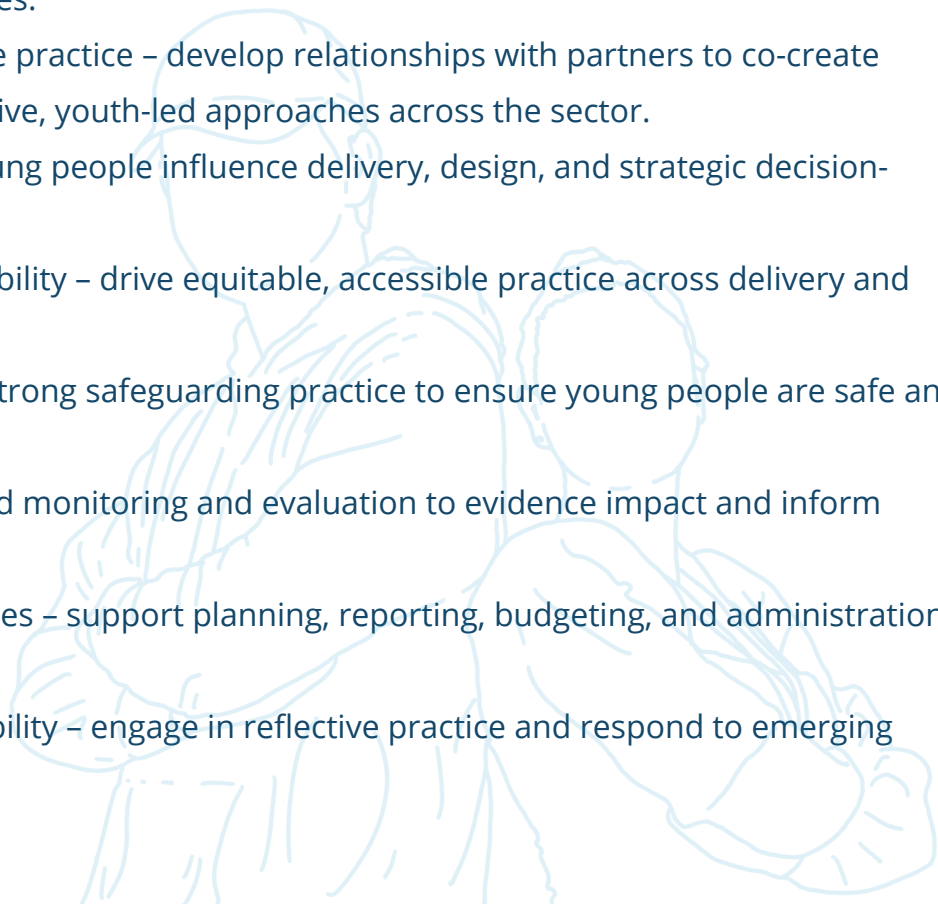 es.
e practice – develop relationships with partners to co-create
ive, youth-led approaches across the sector.
ung people influence delivery, design, and strategic decision-
bility – drive equitable, accessible practice across delivery and
trong safeguarding practice to ensure young people are safe an
d monitoring and evaluation to evidence impact and inform
es – support planning, reporting, budgeting, and administration
bility – engage in reflective practice and respond to emerging